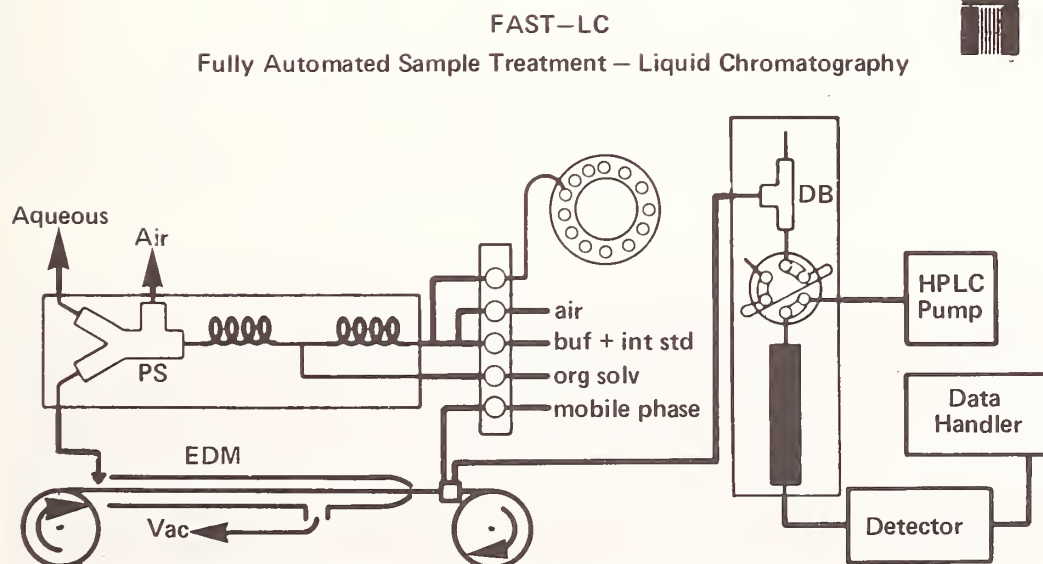 FAST–LC
Fully Automated Sample Treatment – Liquid Chromatography
Aqueous
Air
PS
air
buf + int std
org solv
mobile phase
EDM
Vac
DB
HPLC
Pump
Data
Handler
Detector